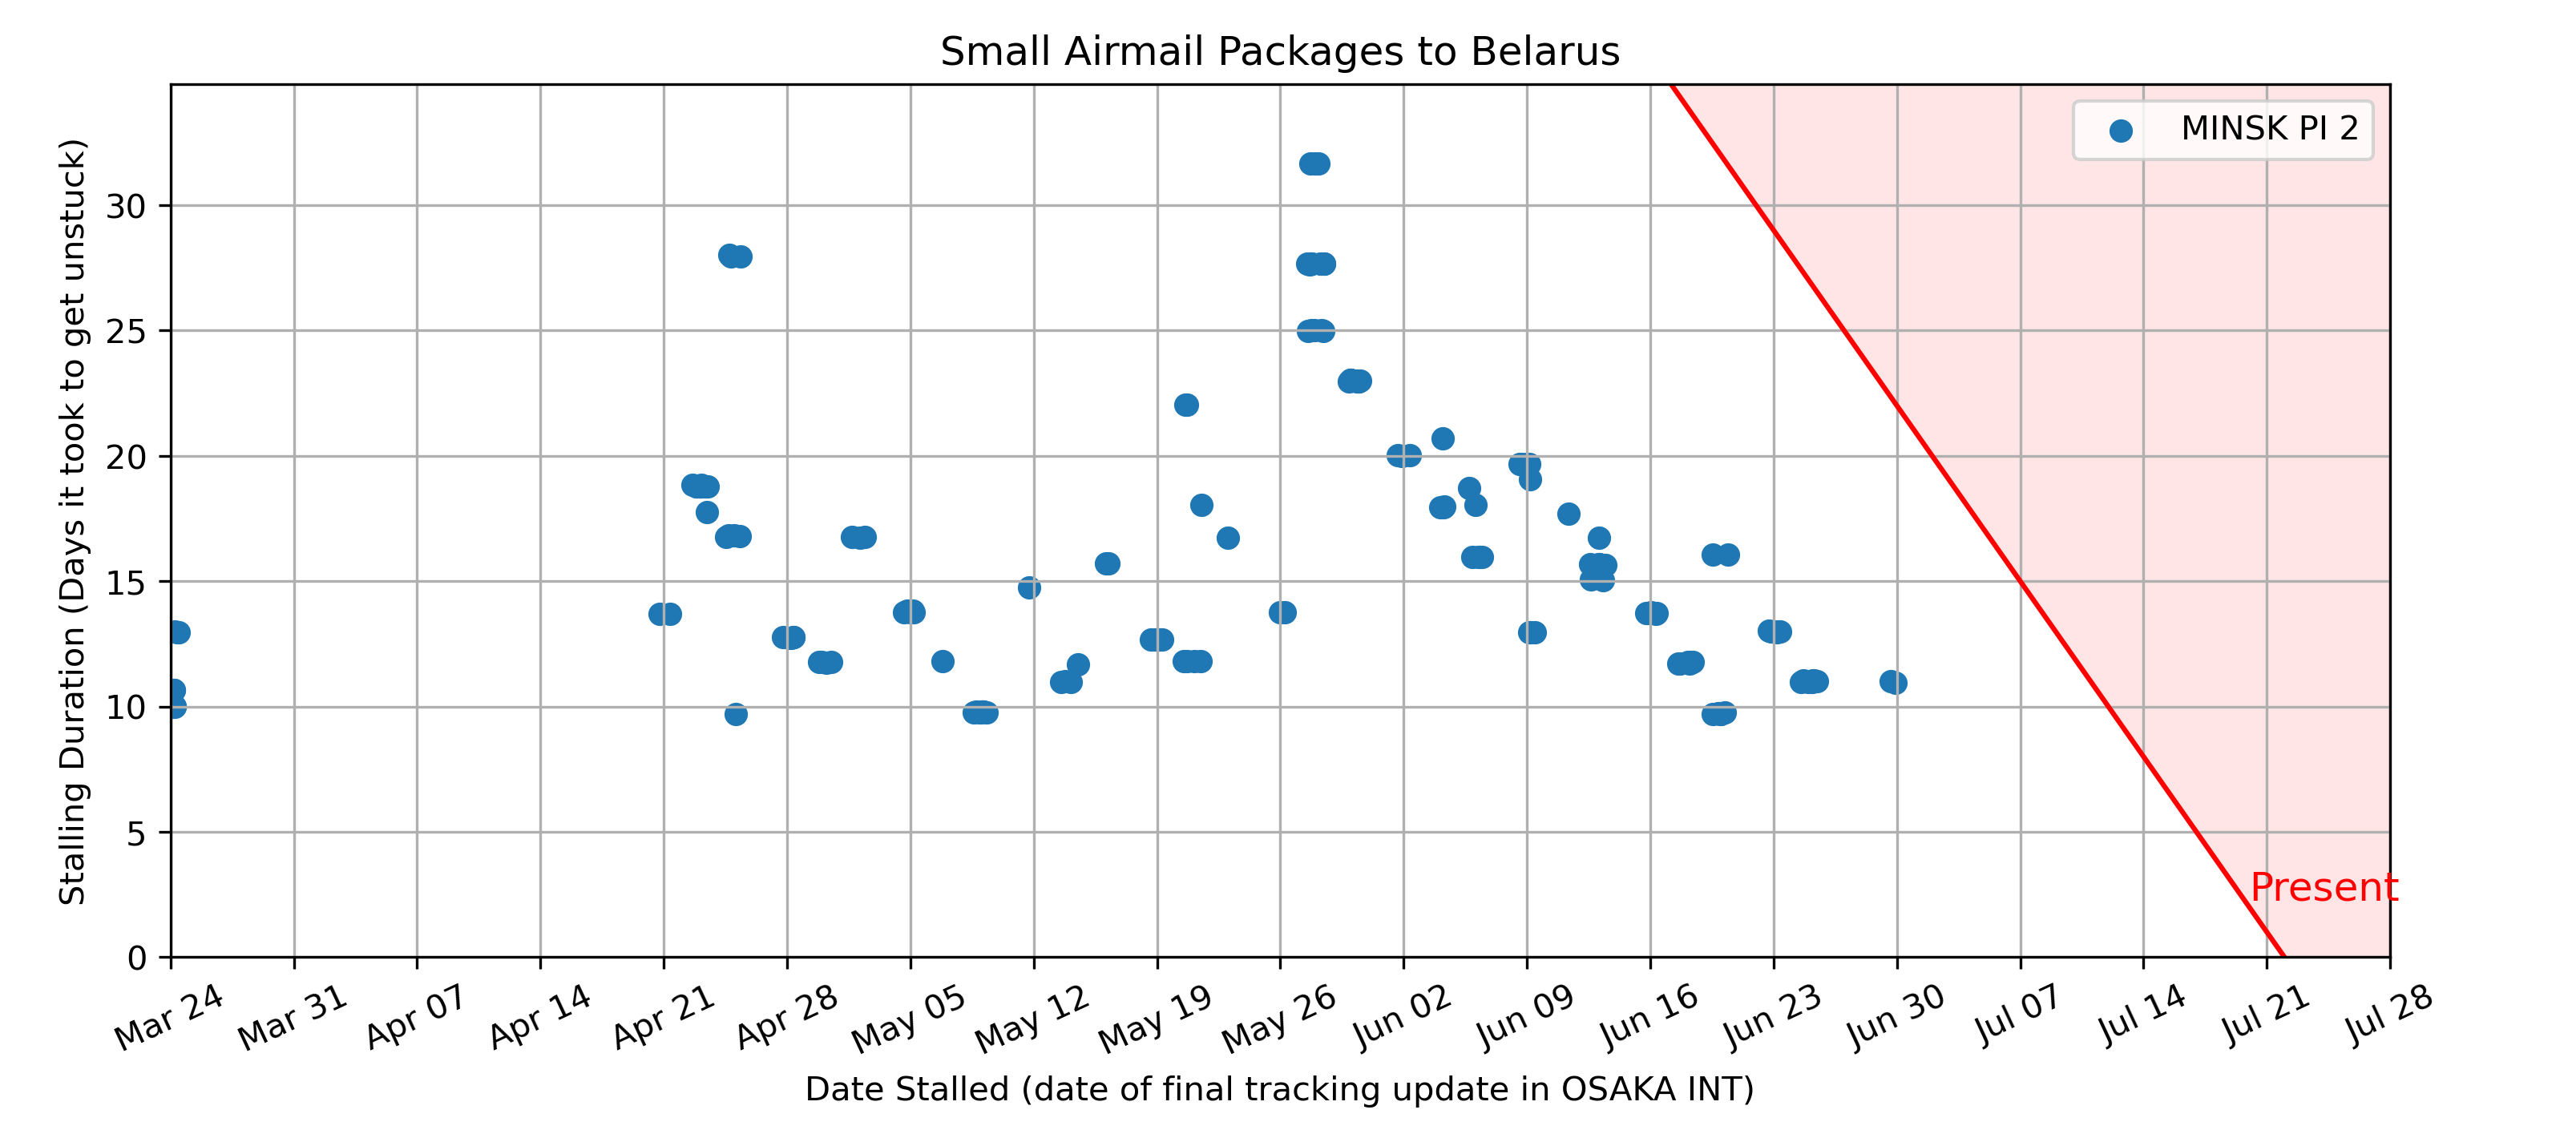 Small Airmail Packages to Belarus
MINSK PI 2
Stalling Duration (Days it took to get unstuck)
30
25
20
15
10
5
0
Present
Mar 24
Mar 31
Apr 07
Apr 14
Apr 21
Apr 28
May 05
May 12
May 19
May 26
Jun 02
Jun 09
Jun 16
Jun 23
Jun 30
Jul 07
Jul 14
Jul 21
Jul 28
Date Stalled (date of final tracking update in OSAKA INT)